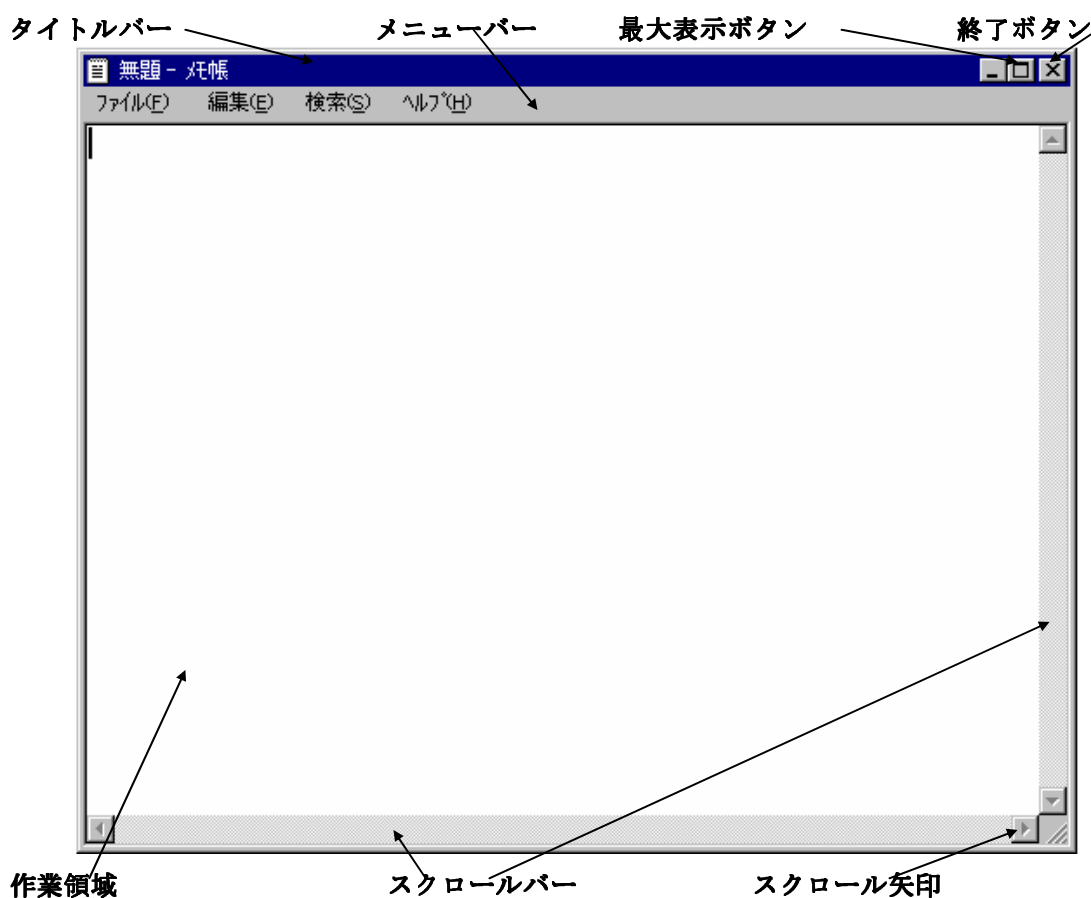 タイトルバー メニューバー 最大表示ボタン 終了ボタン
無題 - ﾒﾓ帳
ﾌｧｲﾙ(F) 編集(E) 検索(S) ﾍﾙﾌﾟ(H)
作業領域 スクロールバー スクロール矢印